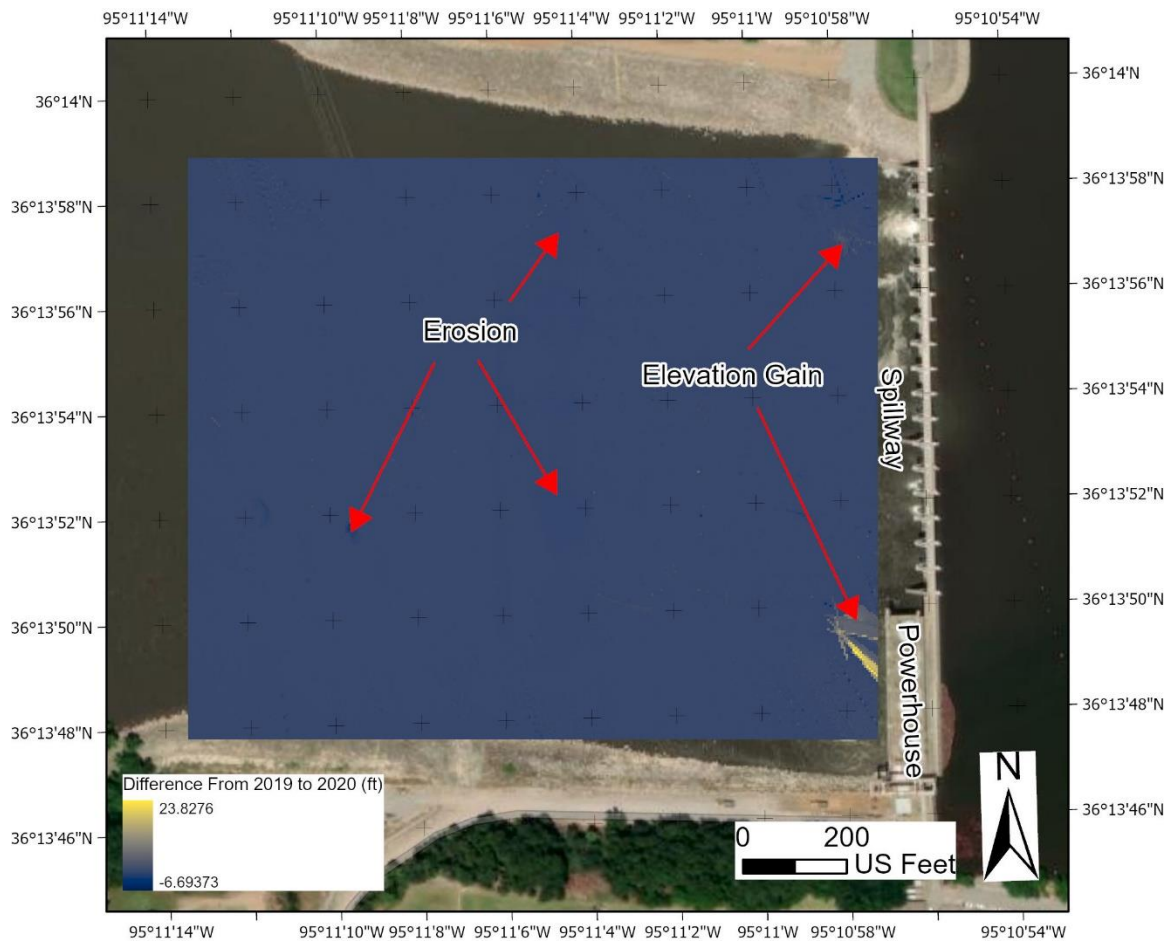 95°11'14"W 95°11'10"W 95°11'8"W 95°11'6"W 95°11'4"W 95°11'2"W 95°11'W 95°10'58"W 95°10'54"W
36°14'N 36°14'N
36°13'58"N 36°13'58"N
36°13'56"N 36°13'56"N
Erosion
Elevation Gain
36°13'54"N 36°13'54"N
Spillway
36°13'52"N 36°13'52"N
36°13'50"N 36°13'50"N
Powerhouse
36°13'48"N 36°13'48"N
Difference From 2019 to 2020 (ft)
23.8276
-6.69373
N
36°13'46"N 36°13'46"N
0 200
US Feet
95°11'14"W 95°11'10"W 95°11'8"W 95°11'6"W 95°11'4"W 95°11'2"W 95°11'W 95°10'58"W 95°10'54"W